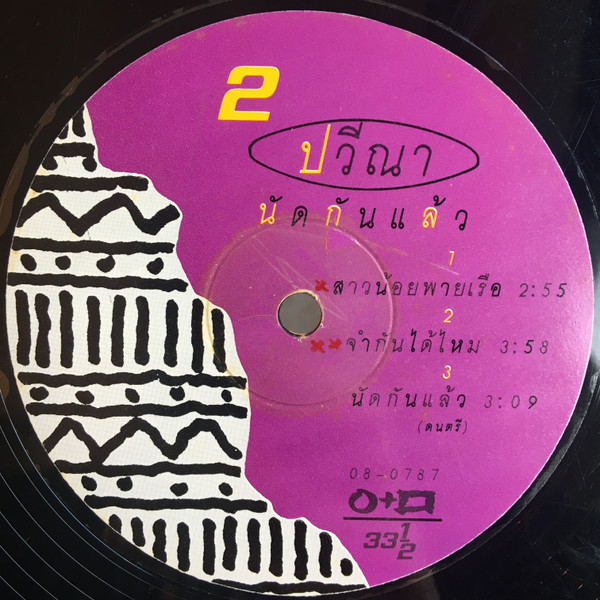 2
ปวีณา
นัดกันแล้ว
1
สาวน้อยพายเรือ 2:55
2
จำกันได้ไหม 3:58
3
นัดกันแล้ว 3:09
(ดนตรี)
08-0787
33 1/2